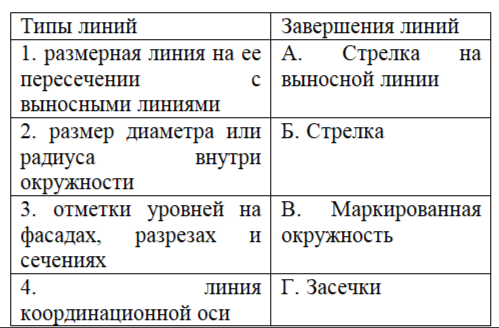 Типы линий
Завершения линий
1. размерная линия на ее
пересечении с
выносными линиями
А. Стрелка на
выносной линии
2. размер диаметра или
радиуса внутри
окружности
Б. Стрелка
3. отметки уровней на
фасадах, разрезах и
сечениях
В. Маркированная
окружность
4. линия
координационной оси
Г. Засечки